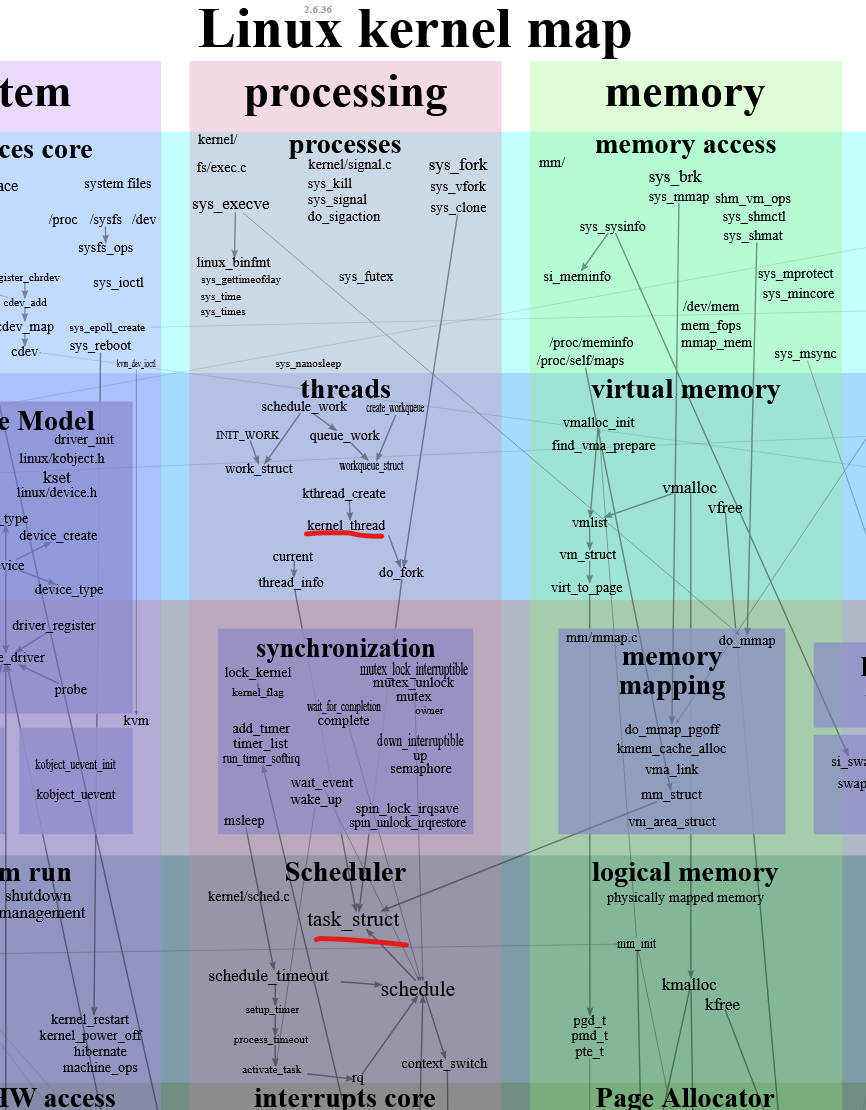 2.6.36
Linux kernel map
tem
ces core
ace
system files
/proc /sysfs /dev
sysfs_ops
gister_chrdev
sys_ioctl
cdev_add
cdev_map
sys_epoll_create
sys_reboot
cdev
kvm_dev_ioctl
e Model
driver_init
linux/kobject.h
kset
linux/device.h
_type
device_create
vice
device_type
driver_register
e_driver
probe
kvm
kobject_uevent_init
kobject_uevent
m run
shutdown
management
kernel_restart
kernel_power_off
hibernate
machine_ops
HW access
processing
processes
kernel/
fs/exec.c
kernel/signal.c
sys_kill
sys_signal
do_sigaction
sys_fork
sys_vfork
sys_clone
sys_execve
linux_binfmt
sys_gettimeofday
sys_time
sys_times
sys_futex
sys_nanosleep
threads
schedule_work
create_workqueue
INIT_WORK
queue_work
work_struct
workqueue_struct
kthread_create
kernel_thread
current
thread_info
do_fork
synchronization
lock_kernel
kernel_flag
mutex_lock_interruptible
mutex_unlock
mutex
owner
wait_for_completion
complete
add_timer
timer_list
run_timer_softirq
down_interruptible
up
semaphore
wait_event
wake_up
spin_lock_irqsave
spin_unlock_irqrestore
msleep
Scheduler
kernel/sched.c
task_struct
schedule_timeout
schedule
setup_timer
process_timeout
activate_task
rq
context_switch
interrupts core
memory
memory access
mm/
sys_brk
sys_mmap
shm_vm_ops
sys_shmctl
sys_shmat
sys_sysinfo
si_meminfo
sys_mprotect
sys_mincore
/dev/mem
mem_fops
mmap_mem
/proc/meminfo
/proc/self/maps
sys_msync
virtual memory
vmalloc_init
find_vma_prepare
vmalloc
vfree
vmlist
vm_struct
virt_to_page
mm/mmap.c
do_mmap
memory
mapping
do_mmap_pgoff
kmem_cache_alloc
vma_link
mm_struct
vm_area_struct
si_swa
swap
logical memory
physically mapped memory
mm_init
kmalloc
kfree
pgd_t
pmd_t
pte_t
Page Allocator